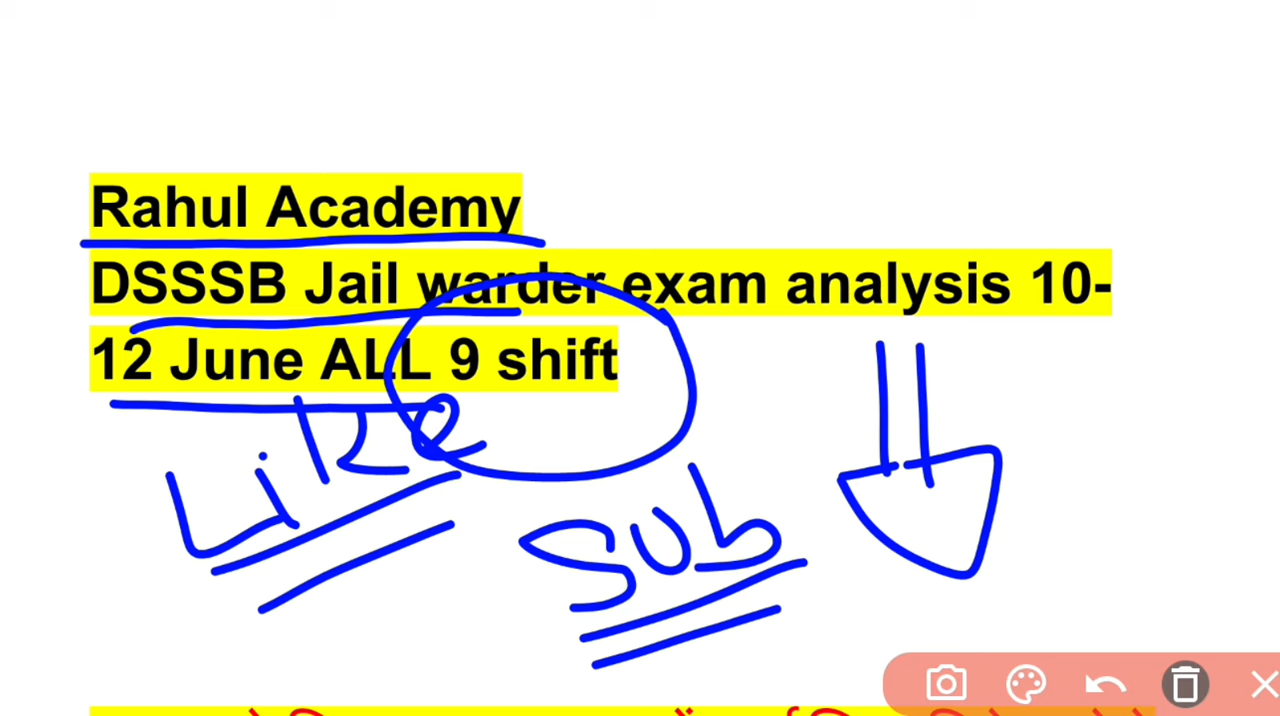 Rahul Academy
DSSSB Jail warder exam analysis 10-
12 June ALL 9 shift
Like
SUb